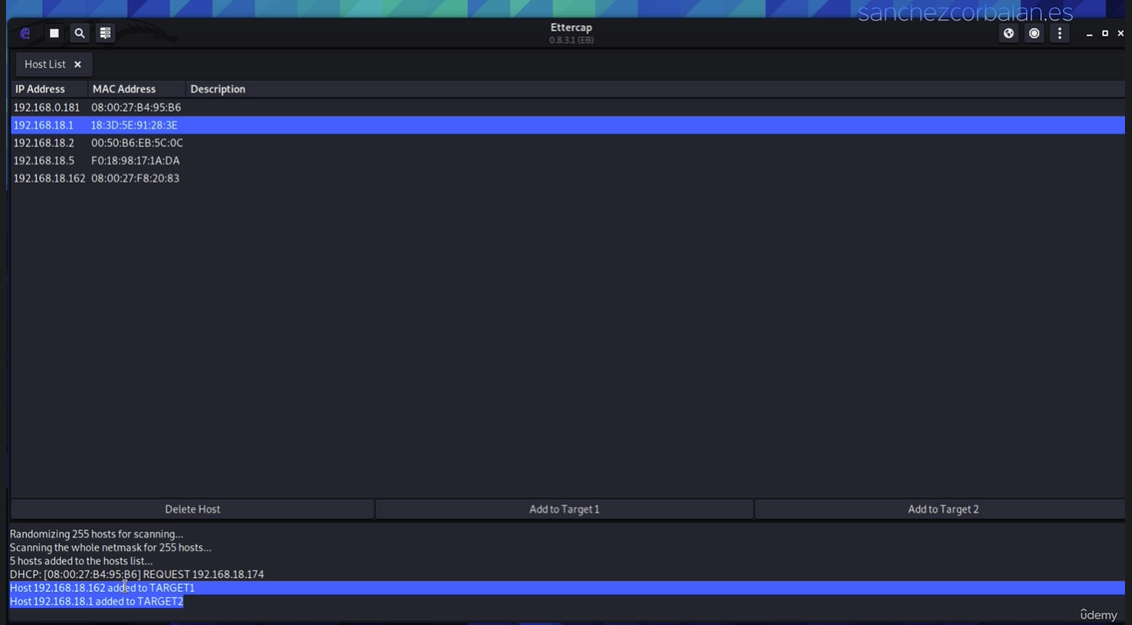 sanchezcorbalan.es
Ettercap
0.8.3.1 (EB)
Host List ×
IP Address MAC Address Description
192.168.0.181 08:00:27:B4:95:B6
192.168.18.1 18:3D:5E:91:28:3E
192.168.18.2 00:50:B6:EB:5C:0C
192.168.18.5 F0:18:98:17:1A:DA
192.168.18.162 08:00:27:F8:20:83
Delete Host Add to Target 1 Add to Target 2
Randomizing 255 hosts for scanning...
Scanning the whole netmask for 255 hosts...
5 hosts added to the hosts list...
DHCP: [08:00:27:B4:95:B6] REQUEST 192.168.18.174
Host 192.168.18.162 added to TARGET1
Host 192.168.18.1 added to TARGET2
ûdemy